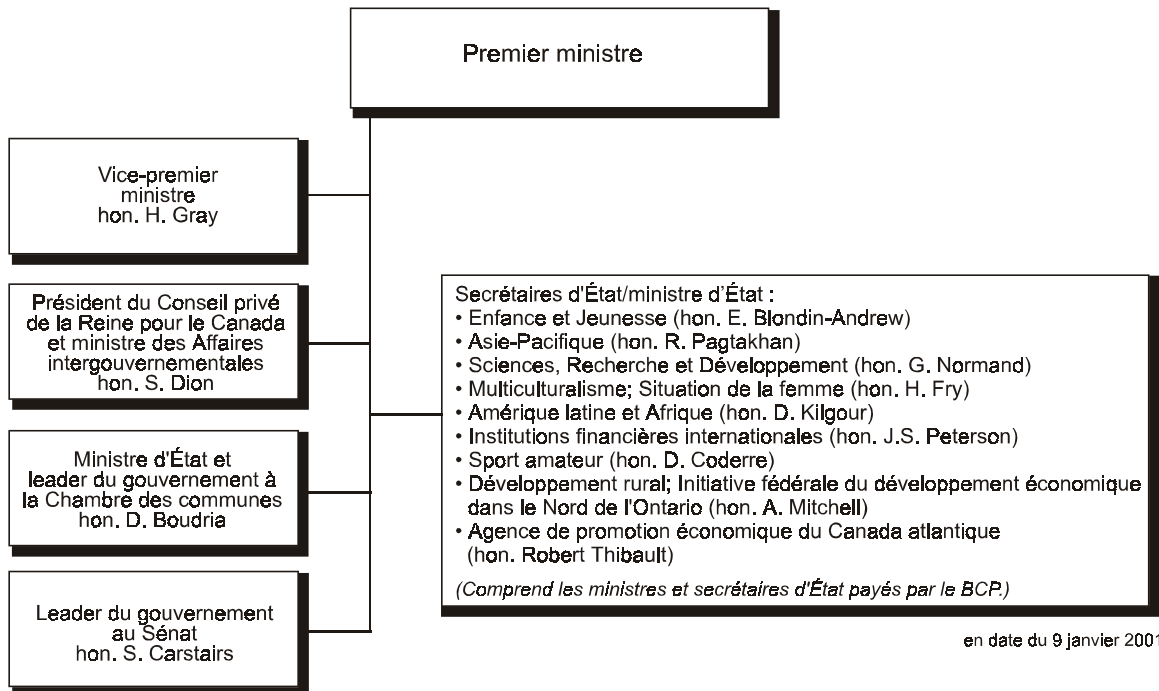 Premier ministre
Vice-premier
ministre
hon. H. Gray
Président du Conseil privé
de la Reine pour le Canada
et ministre des Affaires
intergouvernementales
hon. S. Dion
Ministre d'État et
leader du gouvernement à
la Chambre des communes
hon. D. Boudria
Leader du gouvernement
au Sénat
hon. S. Carstairs
Secrétaires d'État/ministre d'État :
• Enfance et Jeunesse (hon. E. Blondin-Andrew)
• Asie-Pacifique (hon. R. Pagtakhan)
• Sciences, Recherche et Développement (hon. G. Normand)
• Multiculturalisme; Situation de la femme (hon. H. Fry)
• Amérique latine et Afrique (hon. D. Kilgour)
• Institutions financières internationales (hon. J.S. Peterson)
• Sport amateur (hon. D. Coderre)
• Développement rural; Initiative fédérale du développement économique
dans le Nord de l'Ontario (hon. A. Mitchell)
• Agence de promotion économique du Canada atlantique
(hon. Robert Thibault)
(Comprend les ministres et secrétaires d'État payés par le BCP.)
en date du 9 janvier 2001